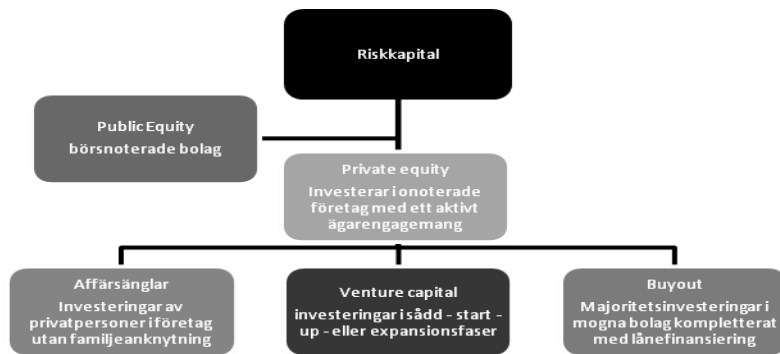 Riskkapital
Public Equity
börsnoterade bolag
Private equity
Investerar i onoterade
företag med ett aktivt
ägarengagemang
Affärsänglar
Investeringar av
privatpersoner i företag
utan familjeanknytning
Venture capital
investeringar i sådd - start -
up - eller expansionsfaser
Buyout
Majoritetsinvesteringar i
mogna bolag kompletterat
med lånefinansiering